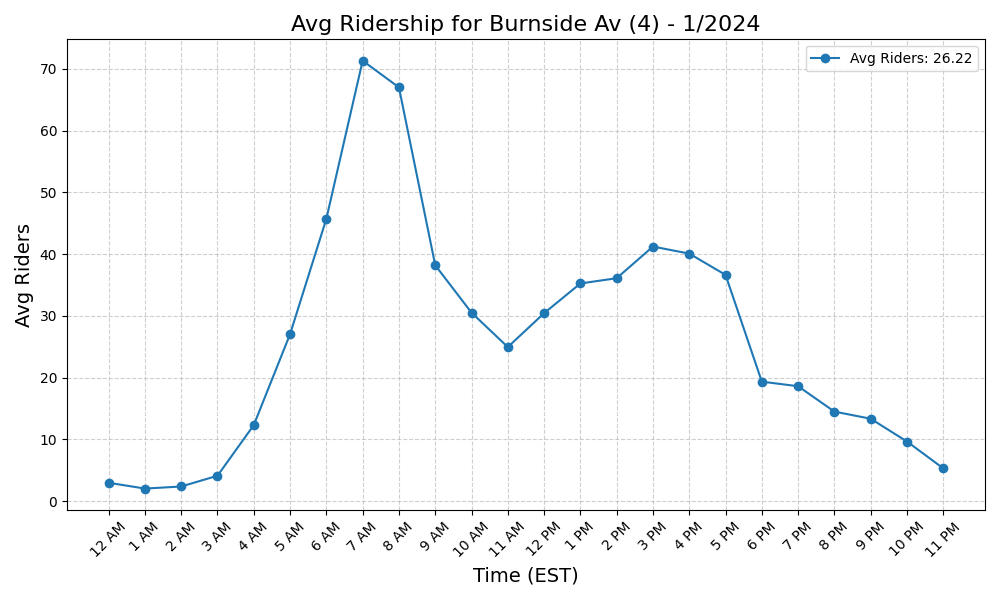 Avg Ridership for Burnside Av (4) - 1/2024
Avg Riders: 26.22
Avg Riders
70
60
50
40
30
20
10
0
12 AM
1 AM
2 AM
3 AM
4 AM
5 AM
6 AM
7 AM
8 AM
9 AM
10 AM
11 AM
12 PM
1 PM
2 PM
3 PM
4 PM
5 PM
6 PM
7 PM
8 PM
9 PM
10 PM
11 PM
Time (EST)